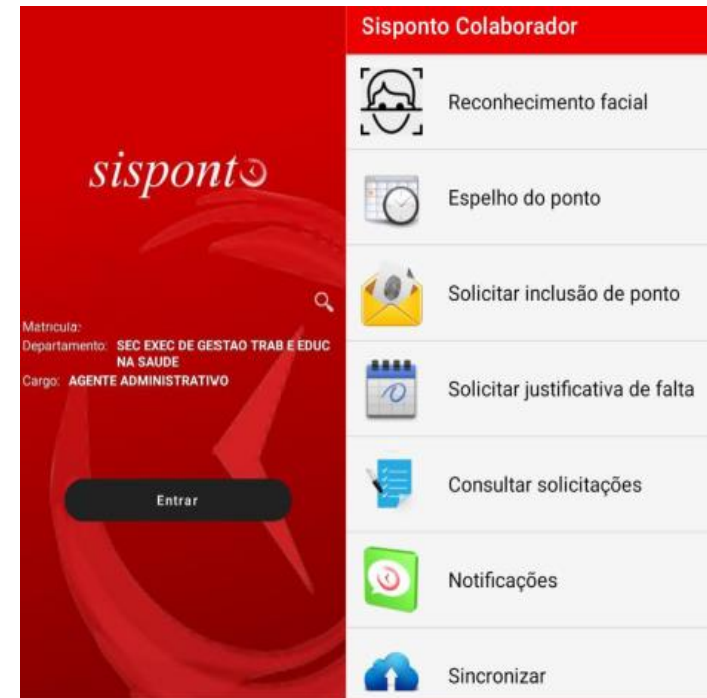 sisponto
Matricula:
Departamento: SEC EXEC DE GESTAO TRAB E EDUC
NA SAUDE
Cargo: AGENTE ADMINISTRATIVO
Entrar
Sisponto Colaborador
Reconhecimento facial
Espelho do ponto
Solicitar inclusão de ponto
Solicitar justificativa de falta
Consultar solicitações
Notificações
Sincronizar